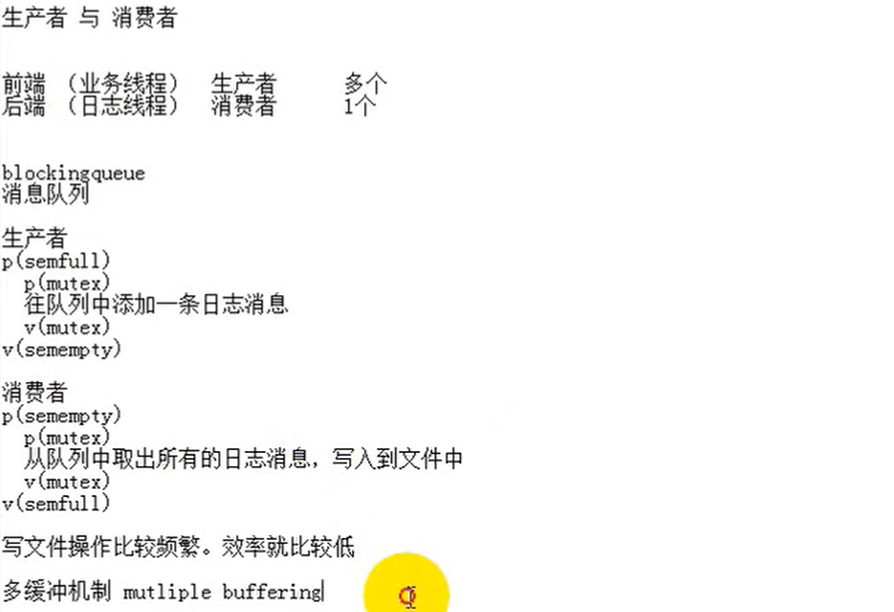 生产者 与 消费者
前端 （业务线程） 生产者 多个
后端 （日志线程） 消费者 1个
blockingqueue
消息队列
生产者
p(semfull)
p(mutex)
往队列中添加一条日志消息
v(mutex)
v(semempty)
消费者
p(semempty)
p(mutex)
从队列中取出所有的日志消息，写入到文件中
v(mutex)
v(semfull)
写文件操作比较频繁。效率就比较低
多缓冲机制 mutliple buffering